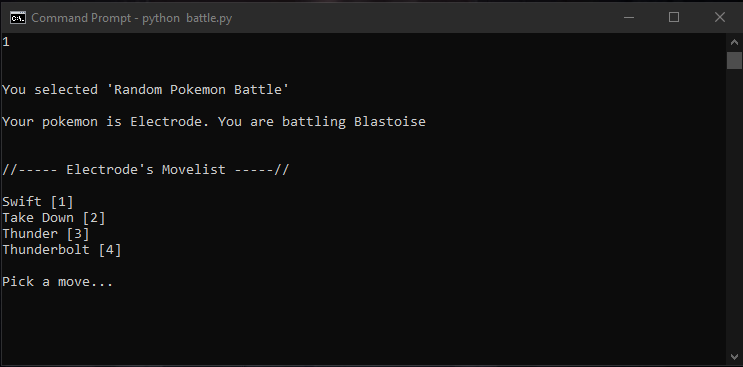 Command Prompt - python  battle.py
1
You selected 'Random Pokemon Battle'
Your pokemon is Electrode. You are battling Blastoise
//----- Electrode's Movelist -----//
Swift [1]
Take Down [2]
Thunder [3]
Thunderbolt [4]
Pick a move...